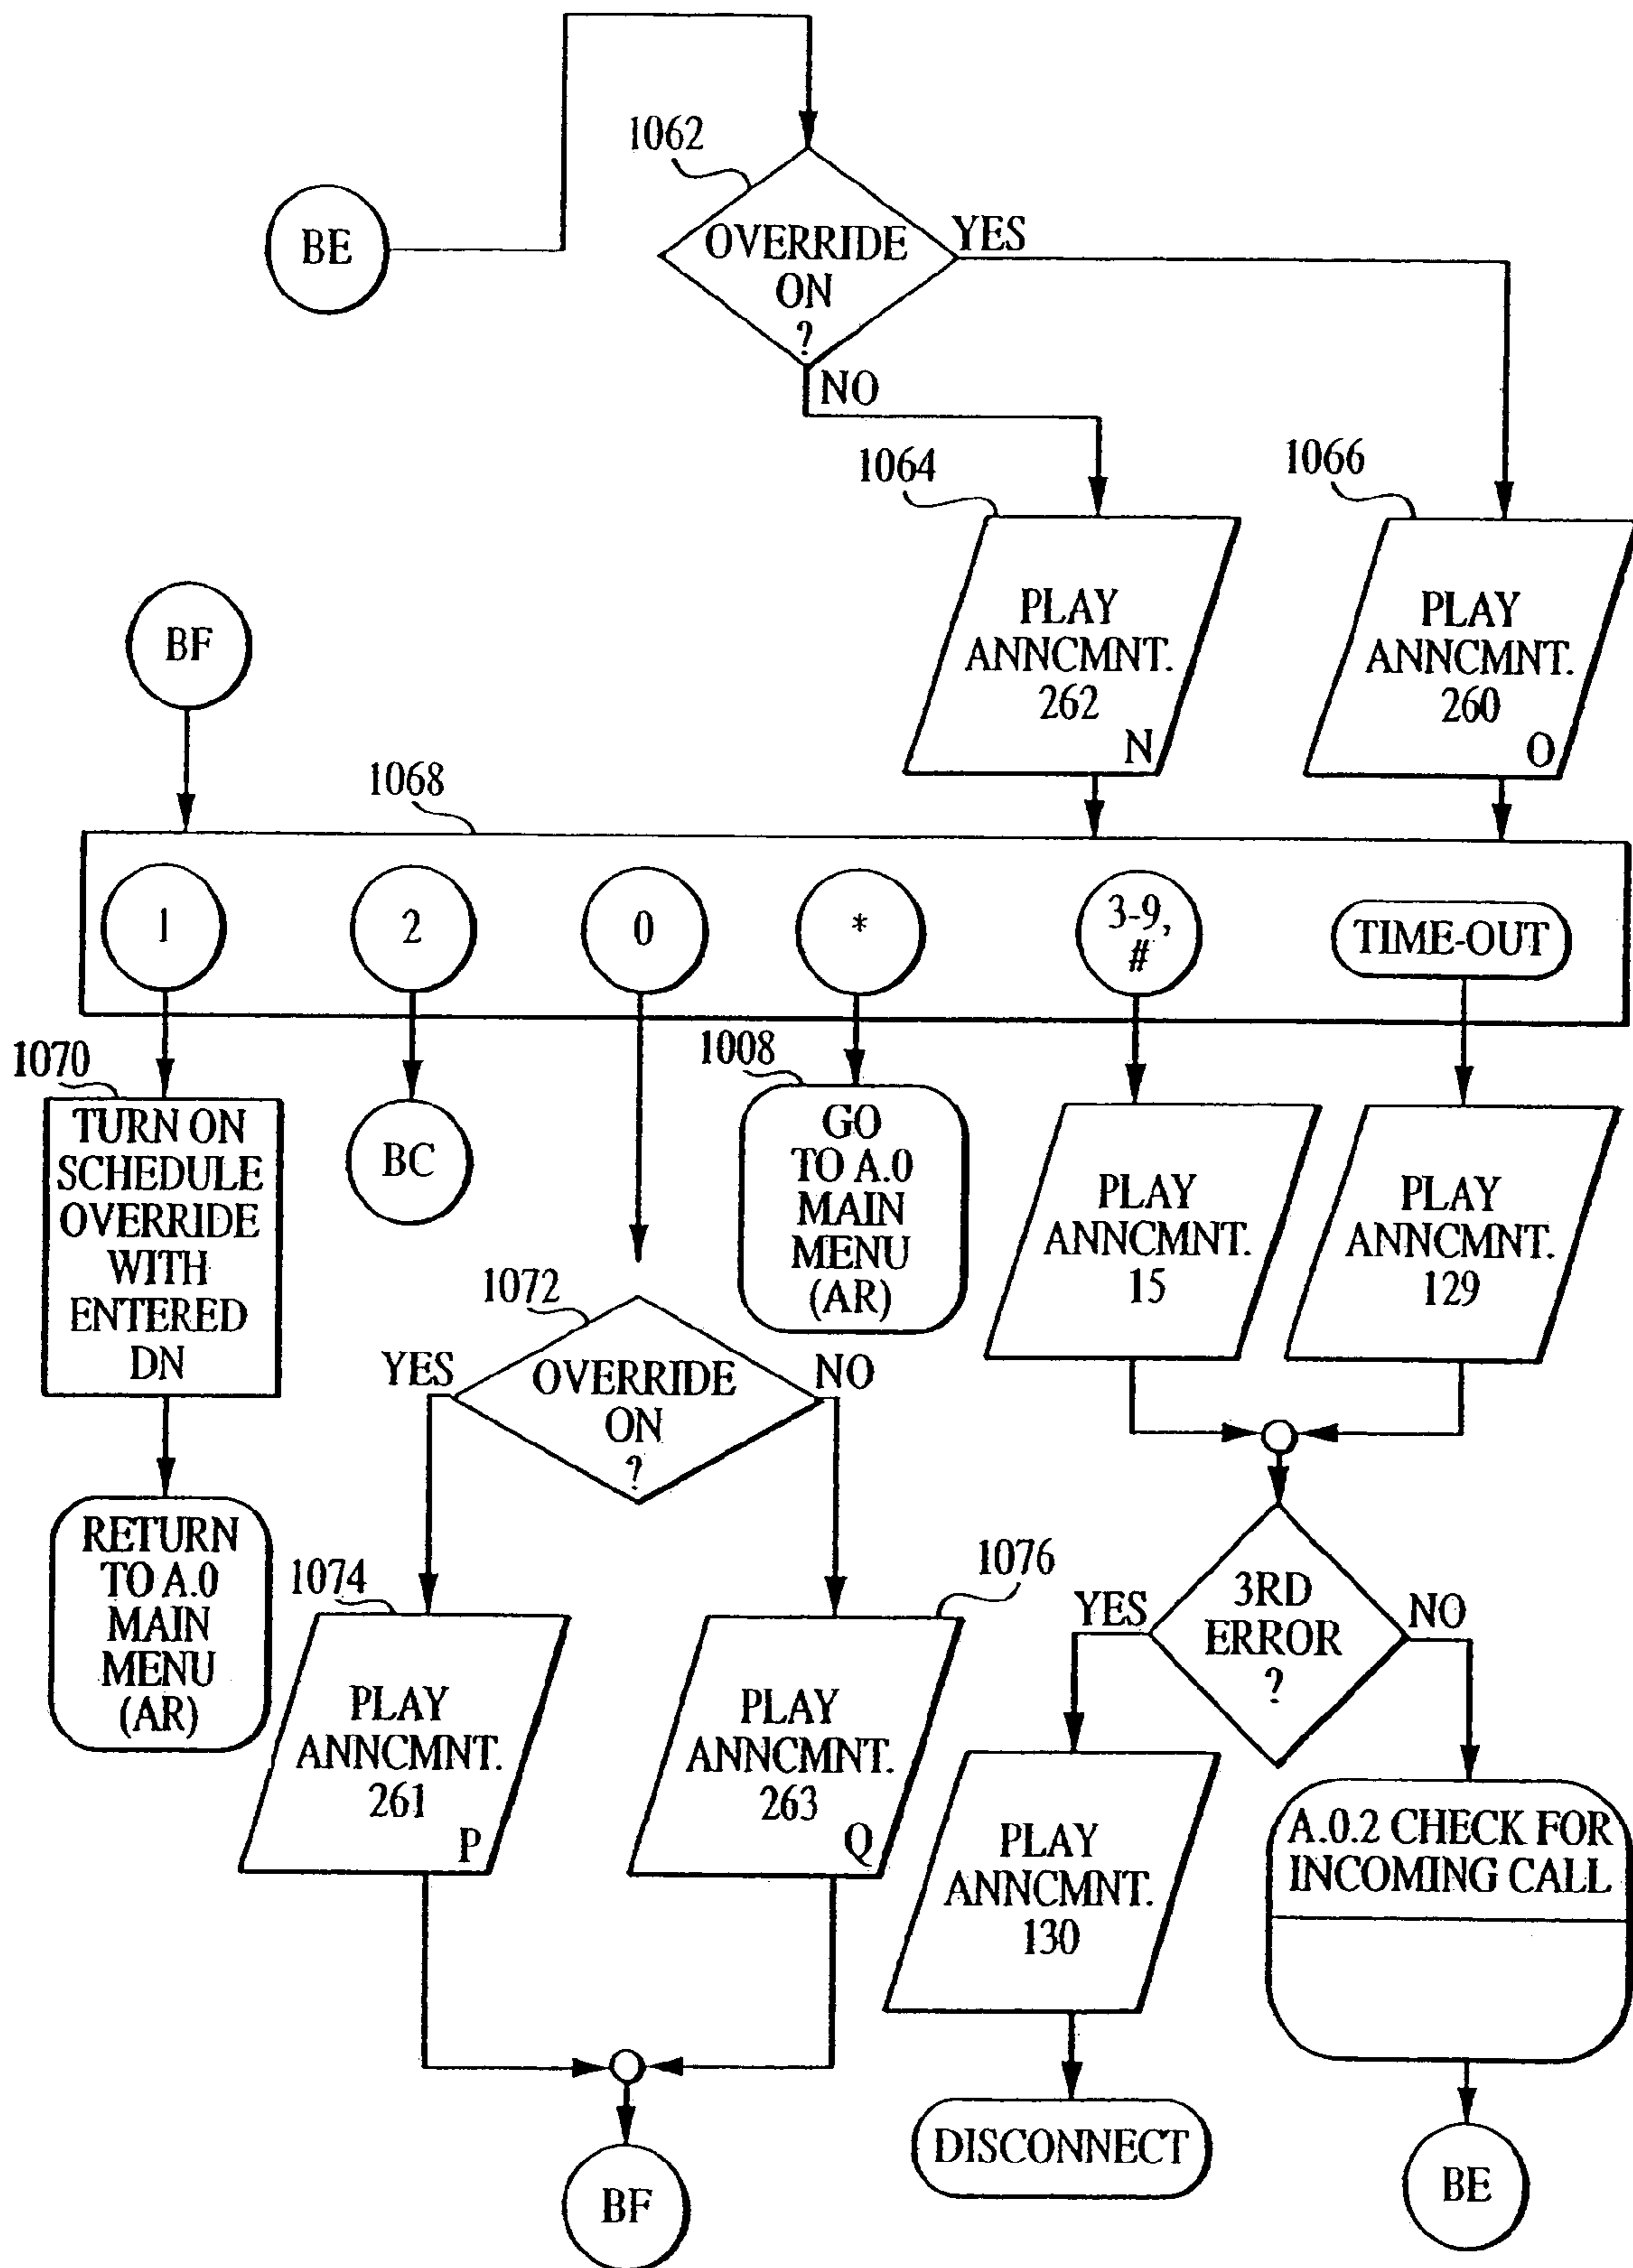 1062
BE
OVERRIDE
ON
?
YES
NO
1064
1066
PLAY
ANNCMNT.
262
N
PLAY
ANNCMNT.
260
O
BF
1068
1
2
0
*
3-9,
#
TIME-OUT
1070
TURN ON
SCHEDULE
OVERRIDE
WITH
ENTERED
DN
BC
1008
GO
TO A.0
MAIN
MENU
(AR)
PLAY
ANNCMNT.
15
PLAY
ANNCMNT.
129
1072
YES
OVERRIDE
ON
?
NO
RETURN
TO A.0
MAIN
MENU
(AR)
1074
PLAY
ANNCMNT.
261
P
1076
PLAY
ANNCMNT.
263
Q
YES
3RD
ERROR
?
NO
PLAY
ANNCMNT.
130
A.0.2 CHECK FOR
INCOMING CALL
BF
DISCONNECT
BE